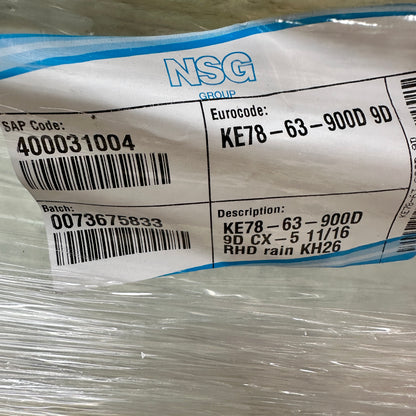 NSG
GROUP
SAP Code:
400031004
Eurocode:
KE78-63-900D 9D
Batch:
0073675833
Description:
KE78-63-900D
9D CX-5 11/16
RHD rain KH26